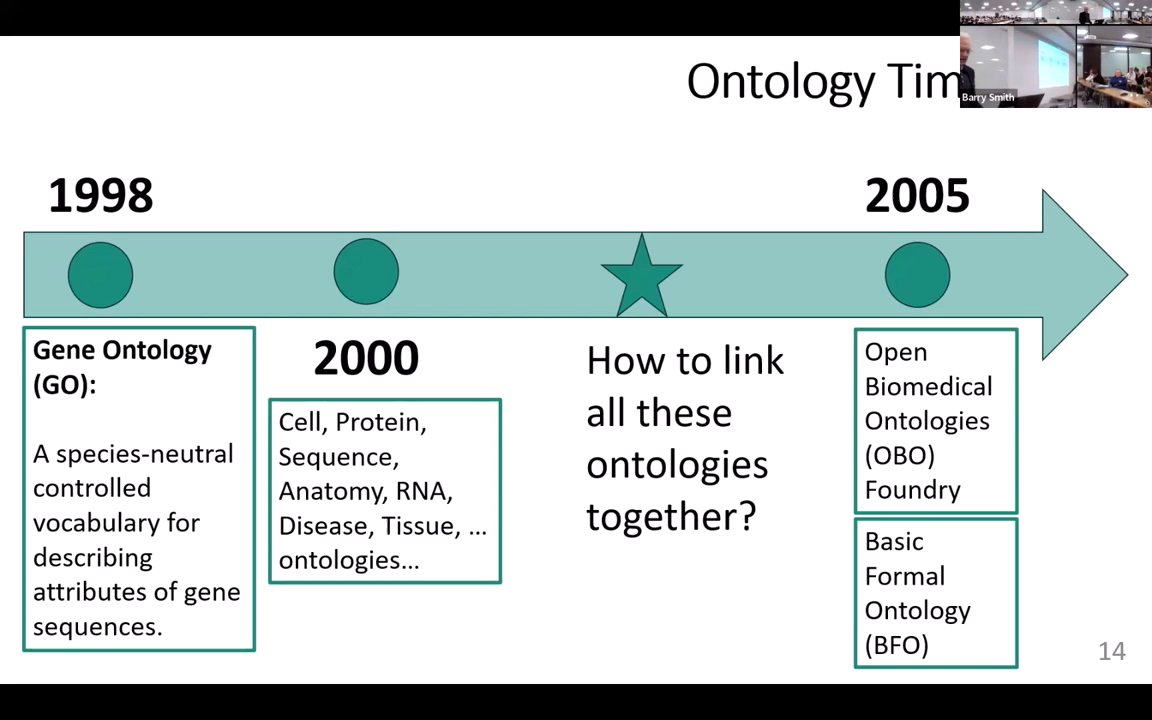 Ontology Tim
Barry Smith
1998
2005
Gene Ontology
(GO):
A species-neutral
controlled
vocabulary for
describing
attributes of gene
sequences.
2000
Cell, Protein,
Sequence,
Anatomy, RNA,
Disease, Tissue, ...
ontologies...
How to link
all these
ontologies
together?
Open
Biomedical
Ontologies
(OBO)
Foundry
Basic
Formal
Ontology
(BFO)
14